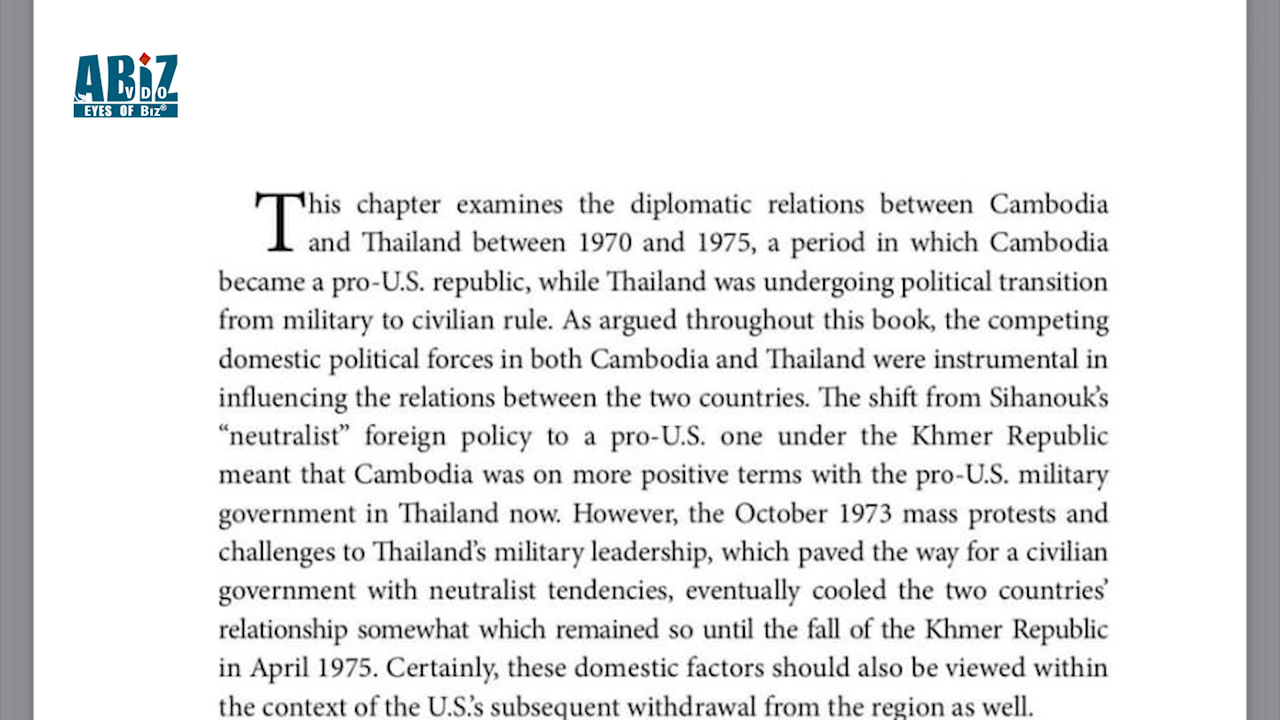 ABiZ
VDO
EYES OF Biz®
This chapter examines the diplomatic relations between Cambodia
and Thailand between 1970 and 1975, a period in which Cambodia
became a pro-U.S. republic, while Thailand was undergoing political transition
from military to civilian rule. As argued throughout this book, the competing
domestic political forces in both Cambodia and Thailand were instrumental in
influencing the relations between the two countries. The shift from Sihanouk’s
“neutralist” foreign policy to a pro-U.S. one under the Khmer Republic
meant that Cambodia was on more positive terms with the pro-U.S. military
government in Thailand now. However, the October 1973 mass protests and
challenges to Thailand’s military leadership, which paved the way for a civilian
government with neutralist tendencies, eventually cooled the two countries’
relationship somewhat which remained so until the fall of the Khmer Republic
in April 1975. Certainly, these domestic factors should also be viewed within
the context of the U.S.’s subsequent withdrawal from the region as well.